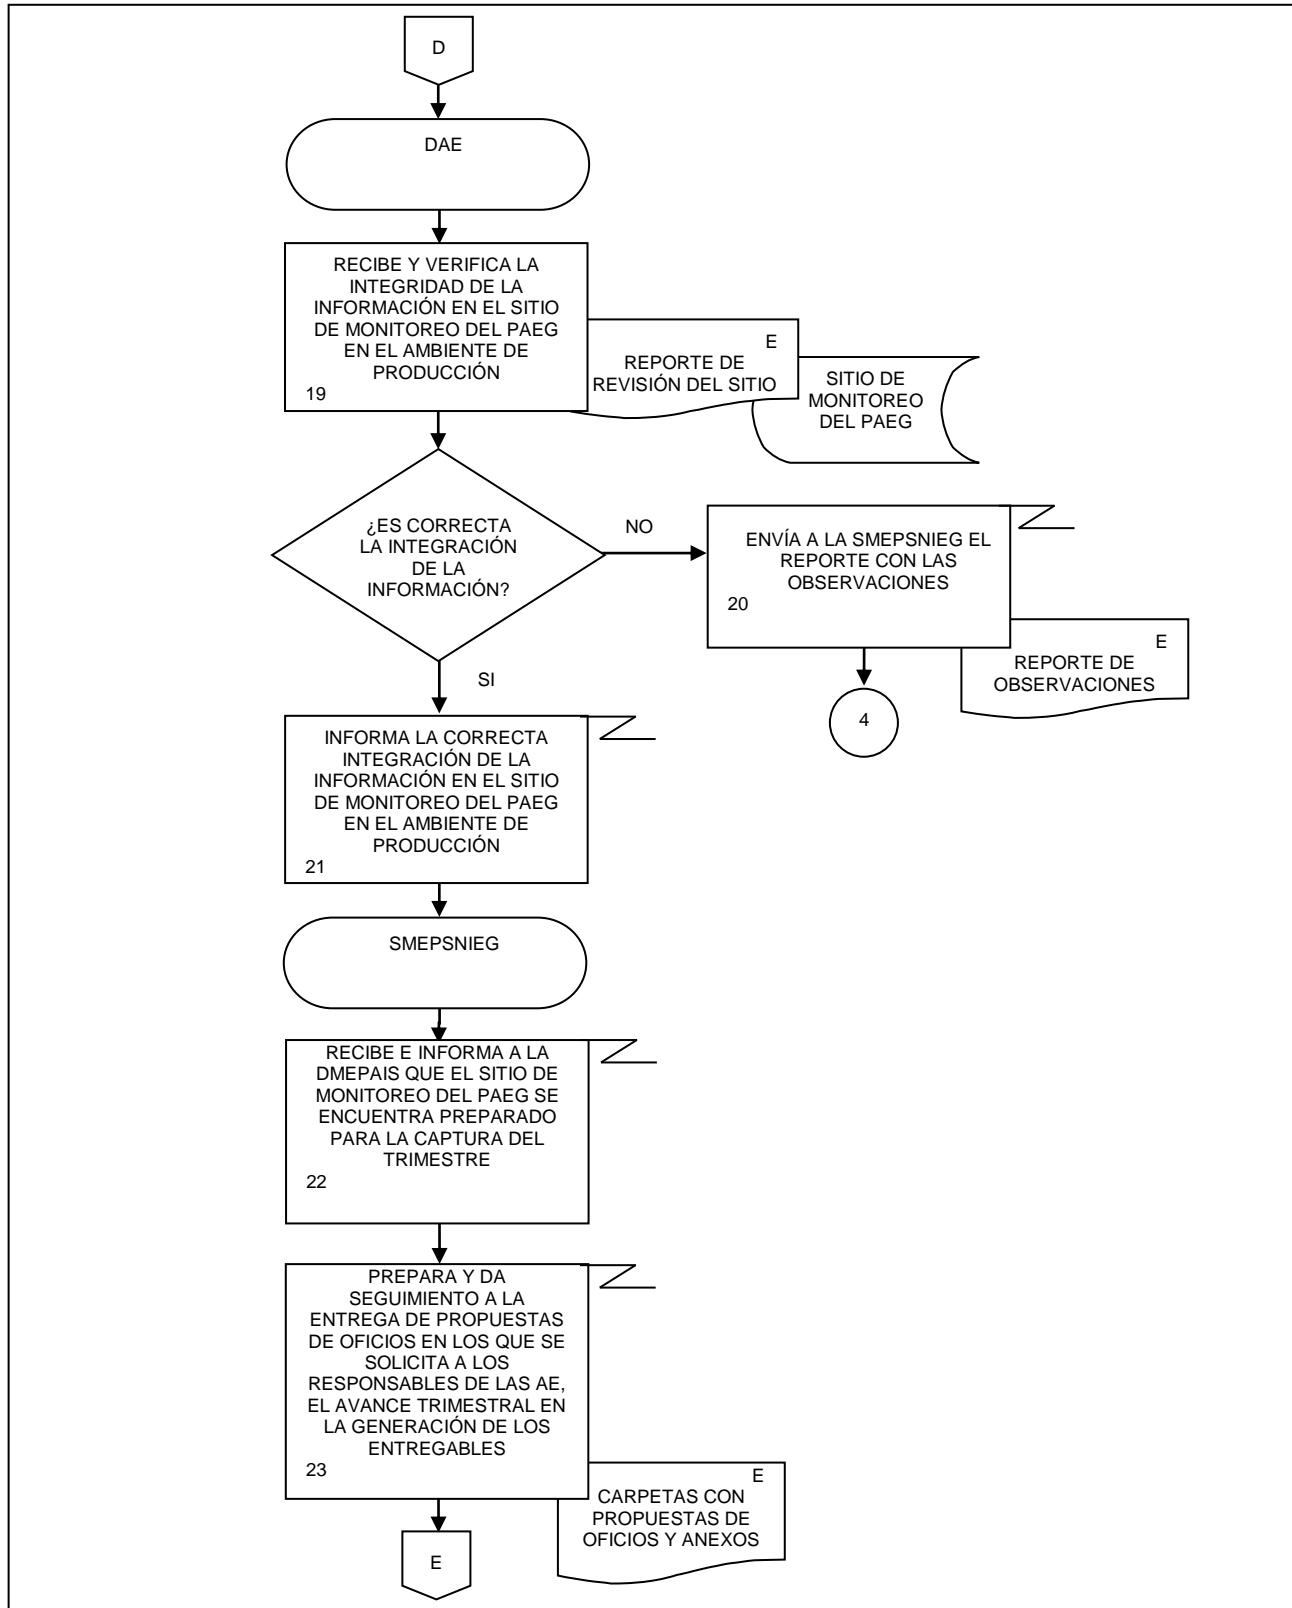 D
DAE
RECIBE Y VERIFICA LA
INTEGRIDAD DE LA
INFORMACIÓN EN EL SITIO
DE MONITOREO DEL PAEG
EN EL AMBIENTE DE
PRODUCCIÓN
19
E
REPORTE DE
REVISIÓN DEL SITIO
SITIO DE
MONITOREO
DEL PAEG
¿ES CORRECTA
LA INTEGRACIÓN
DE LA
INFORMACIÓN?
NO
ENVÍA A LA SMEPSNIEG EL
REPORTE CON LAS
OBSERVACIONES
20
E
REPORTE DE
OBSERVACIONES
4
SI
INFORMA LA CORRECTA
INTEGRACIÓN DE LA
INFORMACIÓN EN EL SITIO
DE MONITOREO DEL PAEG
EN EL AMBIENTE DE
PRODUCCIÓN
21
SMEPSNIEG
RECIBE E INFORMA A LA
DMEPAIS QUE EL SITIO DE
MONITOREO DEL PAEG SE
ENCUENTRA PREPARADO
PARA LA CAPTURA DEL
TRIMESTRE
22
PREPARA Y DA
SEGUIMIENTO A LA
ENTREGA DE PROPUESTAS
DE OFICIOS EN LOS QUE SE
SOLICITA A LOS
RESPONSABLES DE LAS AE,
EL AVANCE TRIMESTRAL EN
LA GENERACIÓN DE LOS
ENTREGABLES
23
E
CARPETAS CON
PROPUESTAS DE
OFICIOS Y ANEXOS
E